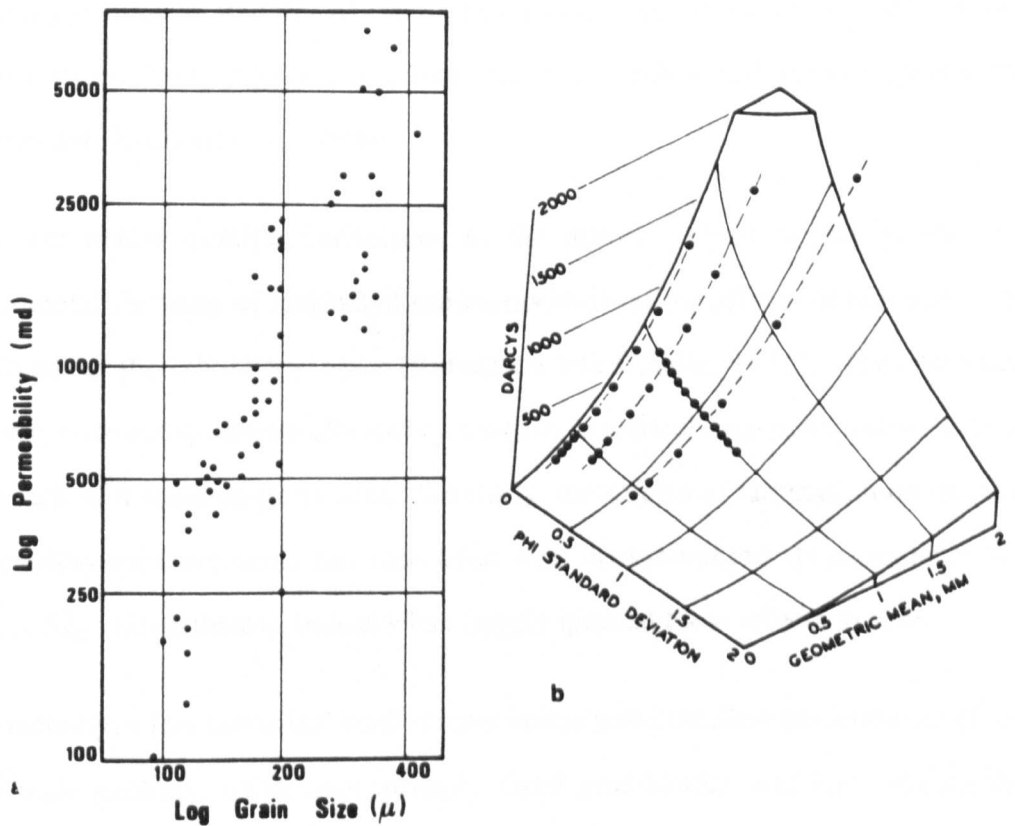 5000
2500
1000
500
250
100
Log Permeability (md)
100 200 400
Log Grain Size (μ)
2000
1,500
1000
500
DARCYS
0
0.5
1
1.5
2
PHI STANDARD DEVIATION
0
0.5
1
1.5
2
GEOMETRIC MEAN, MM
b